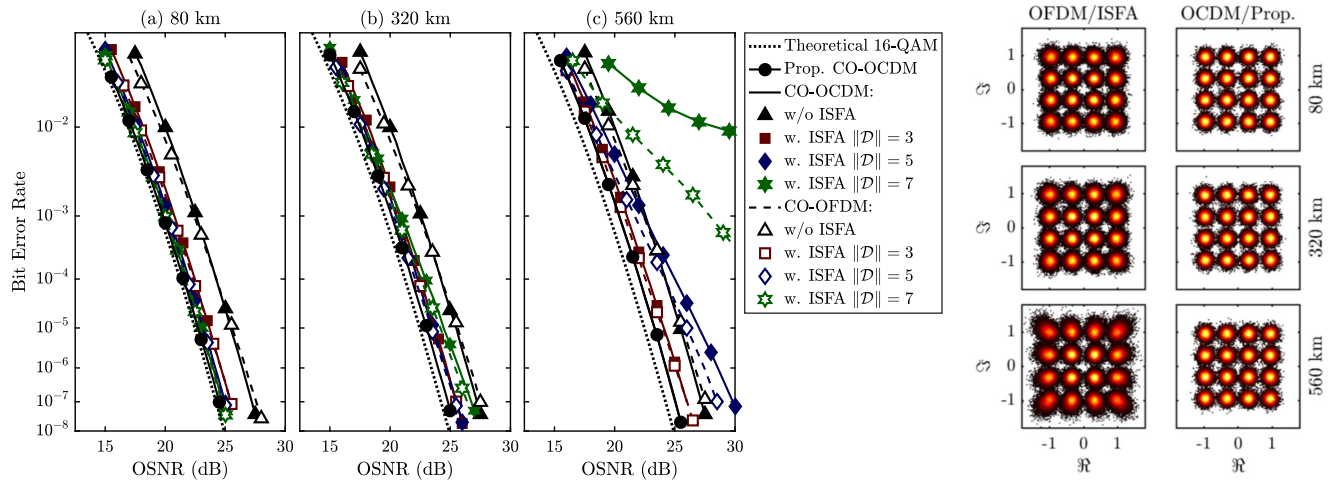 (a) 80 km
(b) 320 km
(c) 560 km
Bit Error Rate
10⁻²
10⁻³
10⁻⁴
10⁻⁵
10⁻⁶
10⁻⁷
10⁻⁸
15 20 25 30
OSNR (dB)
15 20 25 30
OSNR (dB)
15 20 25 30
OSNR (dB)
Theoretical 16-QAM
Prop. CO-OCDM
CO-OCDM:
w/o ISFA
w. ISFA ‖𝒟‖ = 3
w. ISFA ‖𝒟‖ = 5
w. ISFA ‖𝒟‖ = 7
CO-OFDM:
w/o ISFA
w. ISFA ‖𝒟‖ = 3
w. ISFA ‖𝒟‖ = 5
w. ISFA ‖𝒟‖ = 7
OFDM/ISFA
OCDM/Prop.
1
ℑ 0
-1
80 km
1
ℑ 0
-1
320 km
1
ℑ 0
-1
560 km
-1 0 1
ℜ
-1 0 1
ℜ